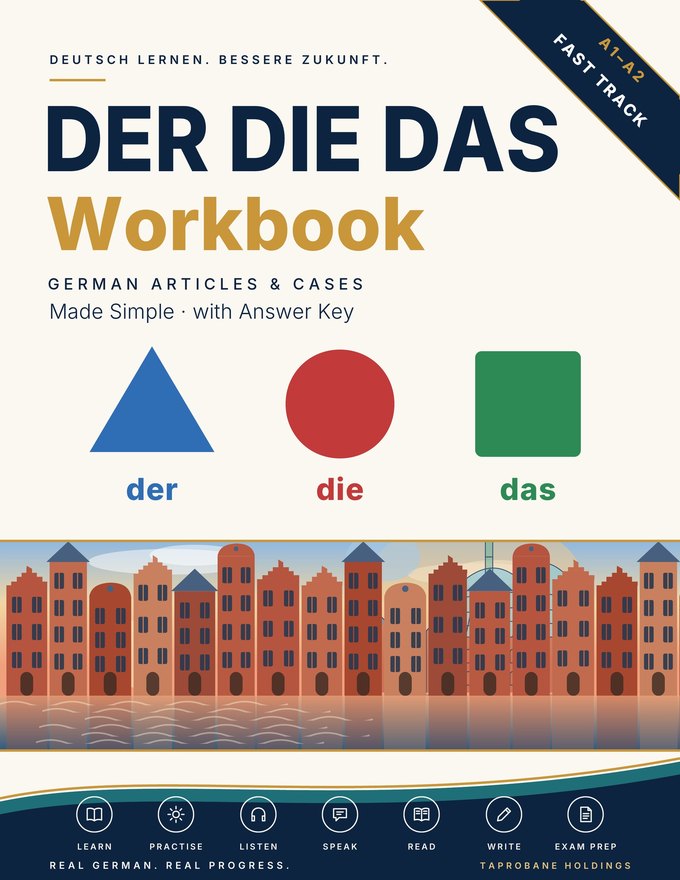 DEUTSCH LERNEN. BESSERE ZUKUNFT.
A1–A2
FAST TRACK
DER DIE DAS
Workbook
GERMAN ARTICLES & CASES
Made Simple · with Answer Key
der
die
das
LEARN
PRACTISE
LISTEN
SPEAK
READ
WRITE
EXAM PREP
REAL GERMAN. REAL PROGRESS.
TAPROBANE HOLDINGS